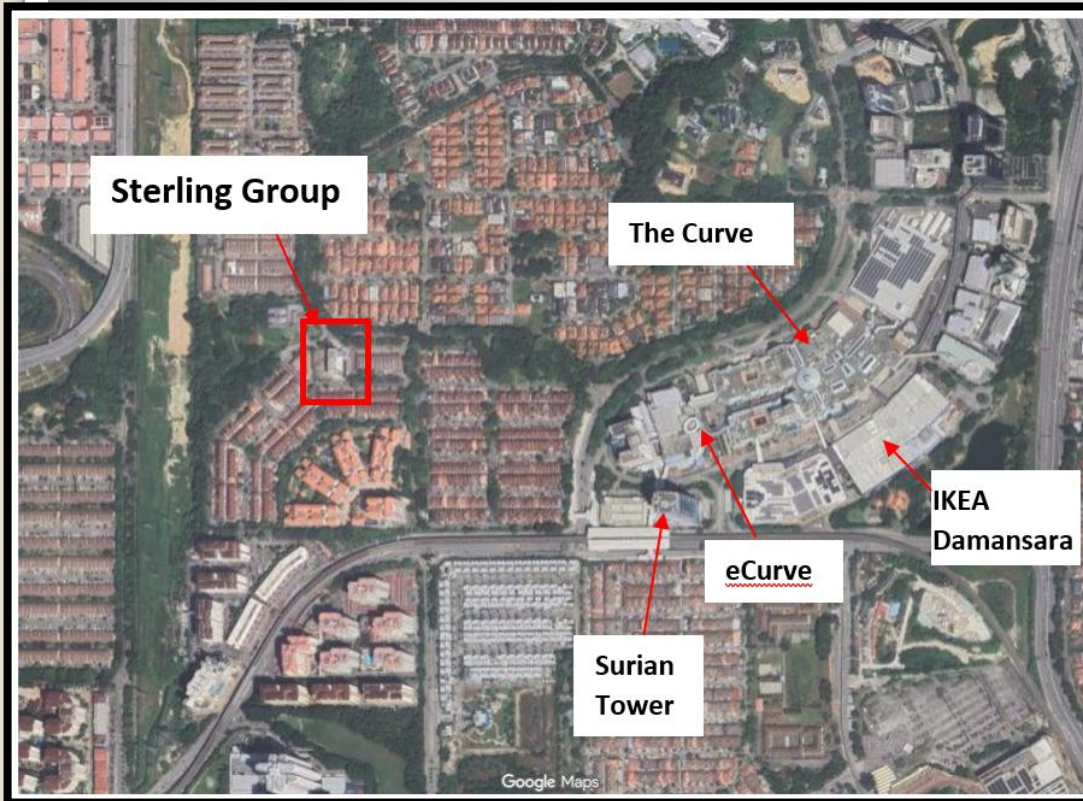 Sterling Group
The Curve
IKEA
Damansara
eCurve
Surian
Tower
Google Maps